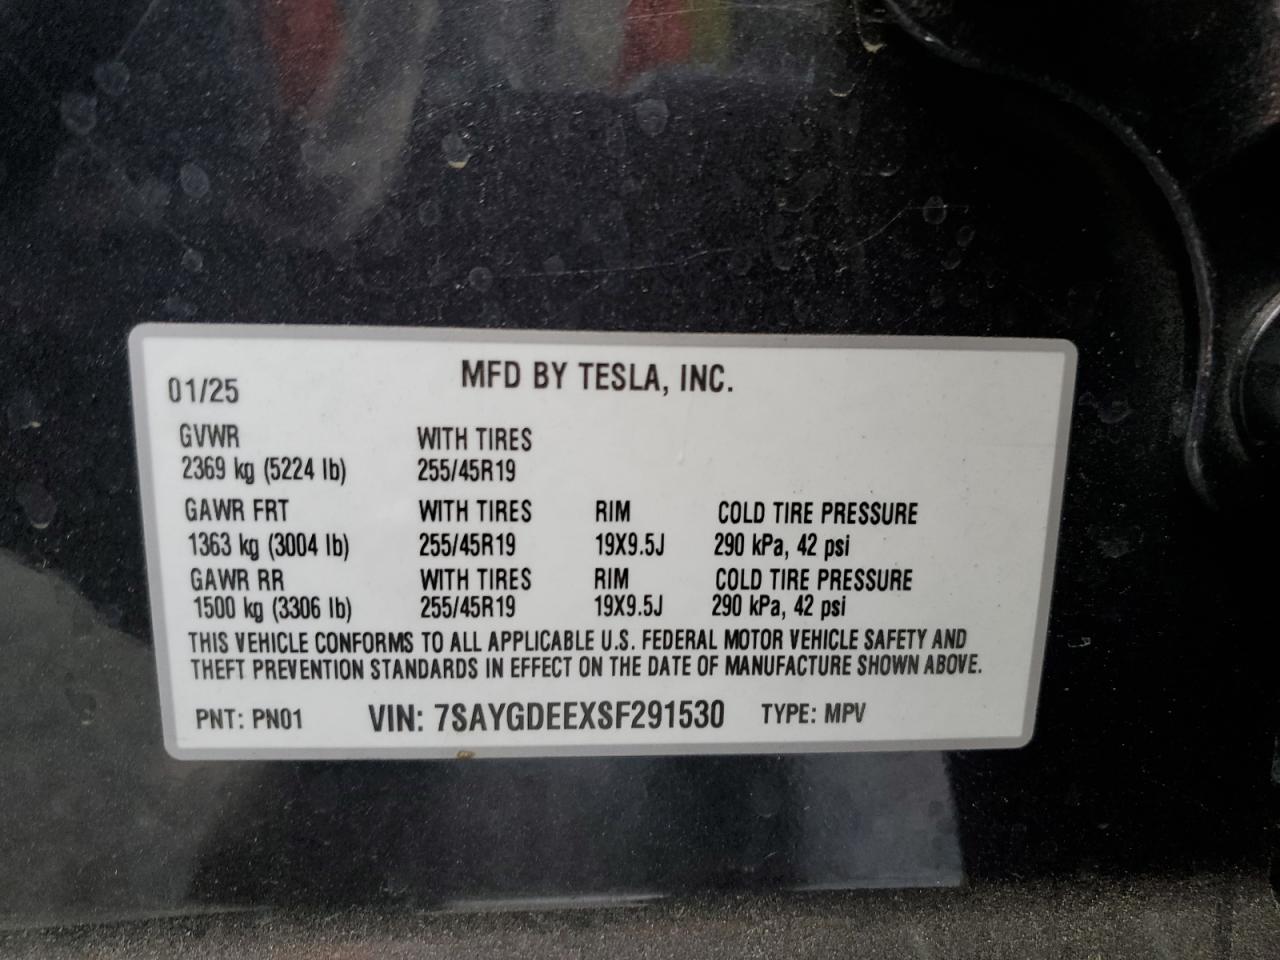 MFD BY TESLA, INC.
01/25
GVWR WITH TIRES
2369 kg (5224 lb) 255/45R19
GAWR FRT WITH TIRES RIM COLD TIRE PRESSURE
1363 kg (3004 lb) 255/45R19 19X9.5J 290 kPa, 42 psi
GAWR RR WITH TIRES RIM COLD TIRE PRESSURE
1500 kg (3306 lb) 255/45R19 19X9.5J 290 kPa, 42 psi
THIS VEHICLE CONFORMS TO ALL APPLICABLE U.S. FEDERAL MOTOR VEHICLE SAFETY AND
THEFT PREVENTION STANDARDS IN EFFECT ON THE DATE OF MANUFACTURE SHOWN ABOVE.
PNT: PN01 VIN: 7SAYGDEEXSF291530 TYPE: MPV